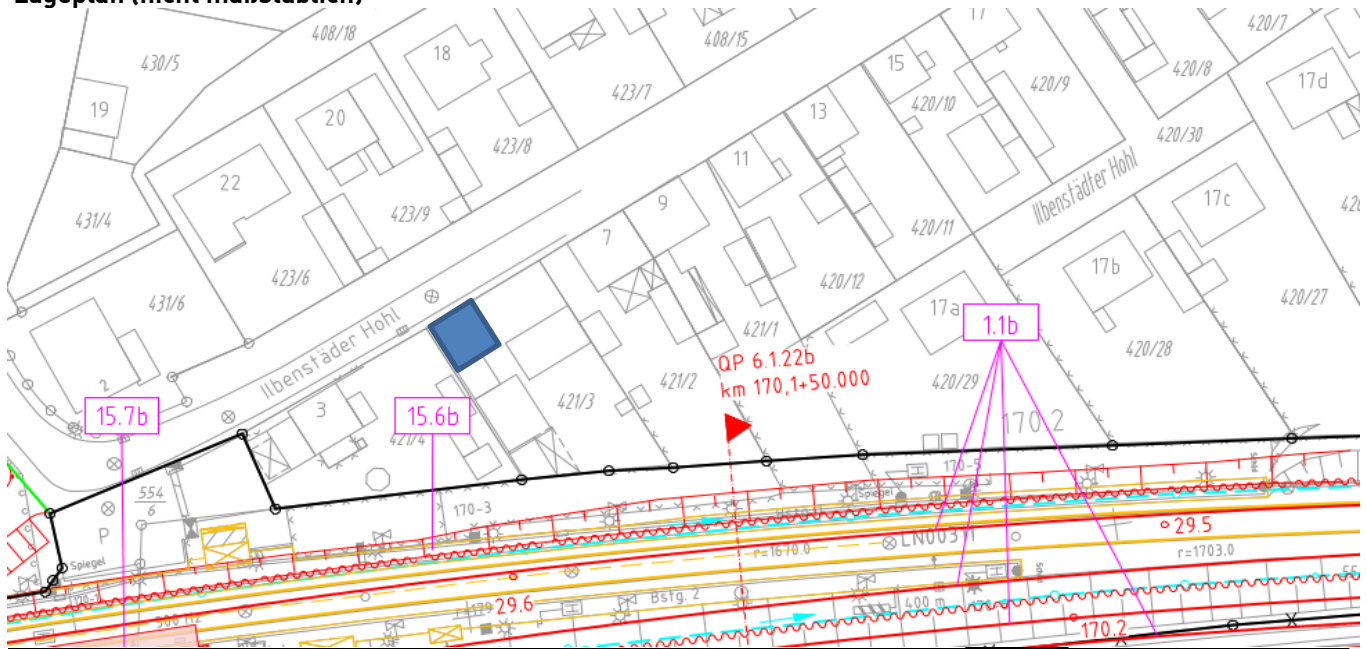 Lageplan (nicht maßstäblich)
408/18
17
420/7
430/5
18
408/15
15
420/8
17d
19
20
423/7
420/10
420/9
13
423/8
420/30
22
11
Ilbenstädter Hohl
17c
431/4
423/9
9
420/11
7
17b
423/6
420/12
420/27
431/6
17a
1.1b
Ilbenstäder Hohl
421/1
420/28
QP 6.1.22b
km 170,1+50.000
2
421/2
420/29
15.7b
3
15.6b
421/3
421/4
170.2
170-5
554
6
Spiegel
170-3
P
29.5
Spiegel
r=1670.0
r=1703.0
29.6
Bstg. 2
400
170.2